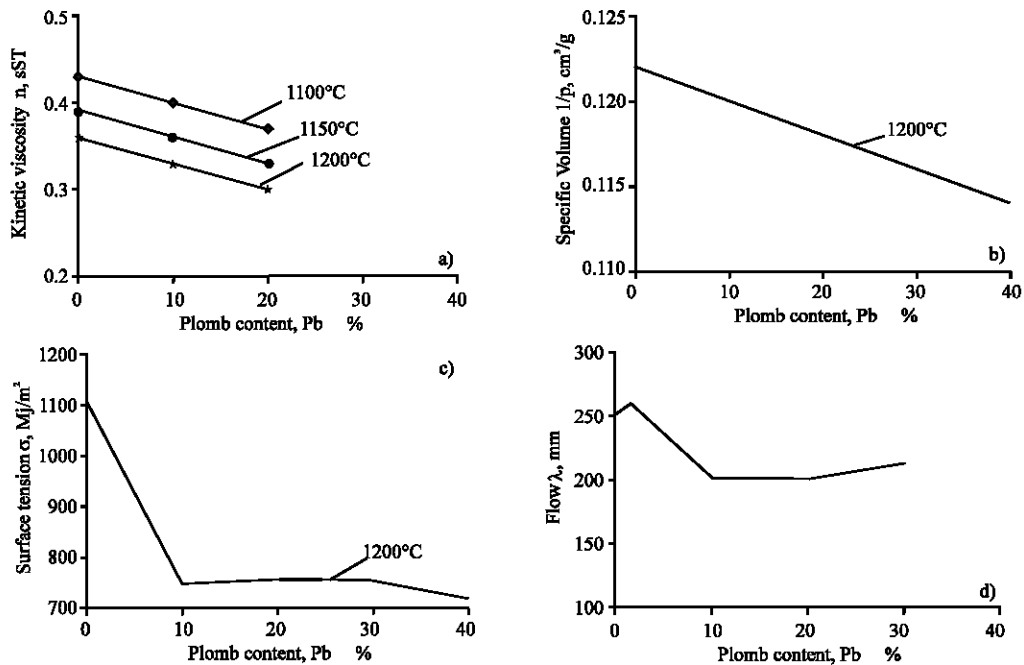 a)
0.5
0.4
0.3
0.2
Kinetic viscosity n, sST
1100°C
1150°C
1200°C
0 10 20 30 40
Plomb content, Pb %
b)
0.125
0.120
0.115
0.110
Specific Volume 1/p, cm³/g
1200°C
0 10 20 30 40
Plomb content, Pb %
c)
1200
1100
1000
900
800
700
Surface tension σ, Mj/m²
1200°C
0 10 20 30 40
Plomb content, Pb %
d)
300
250
200
150
100
Flow λ, mm
0 10 20 30 40
Plomb content, Pb %